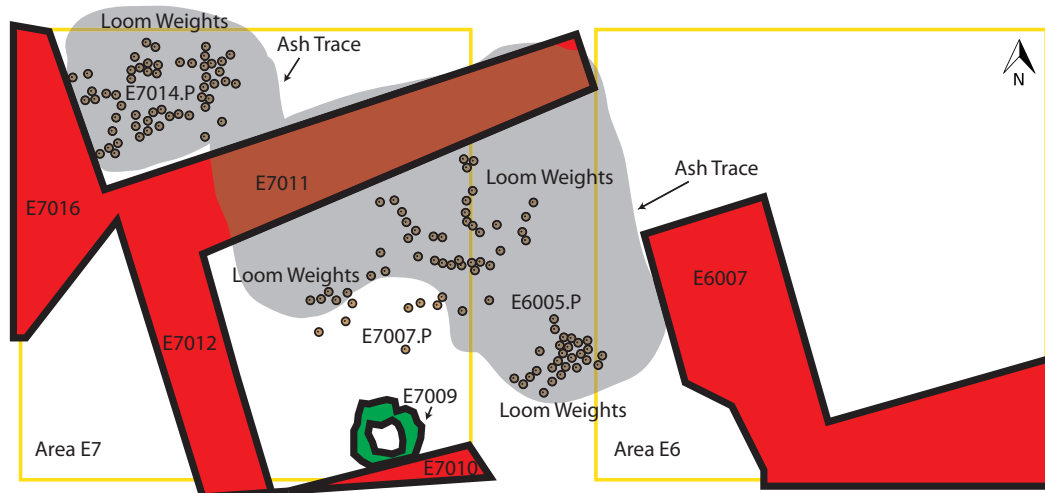 Loom Weights
Ash Trace
E7014.P
N
Loom Weights
Ash Trace
E7011
E7016
Loom Weights
E6007
E6005.P
E7007.P
E7012
E7009
Loom Weights
Area E7
Area E6
E7010